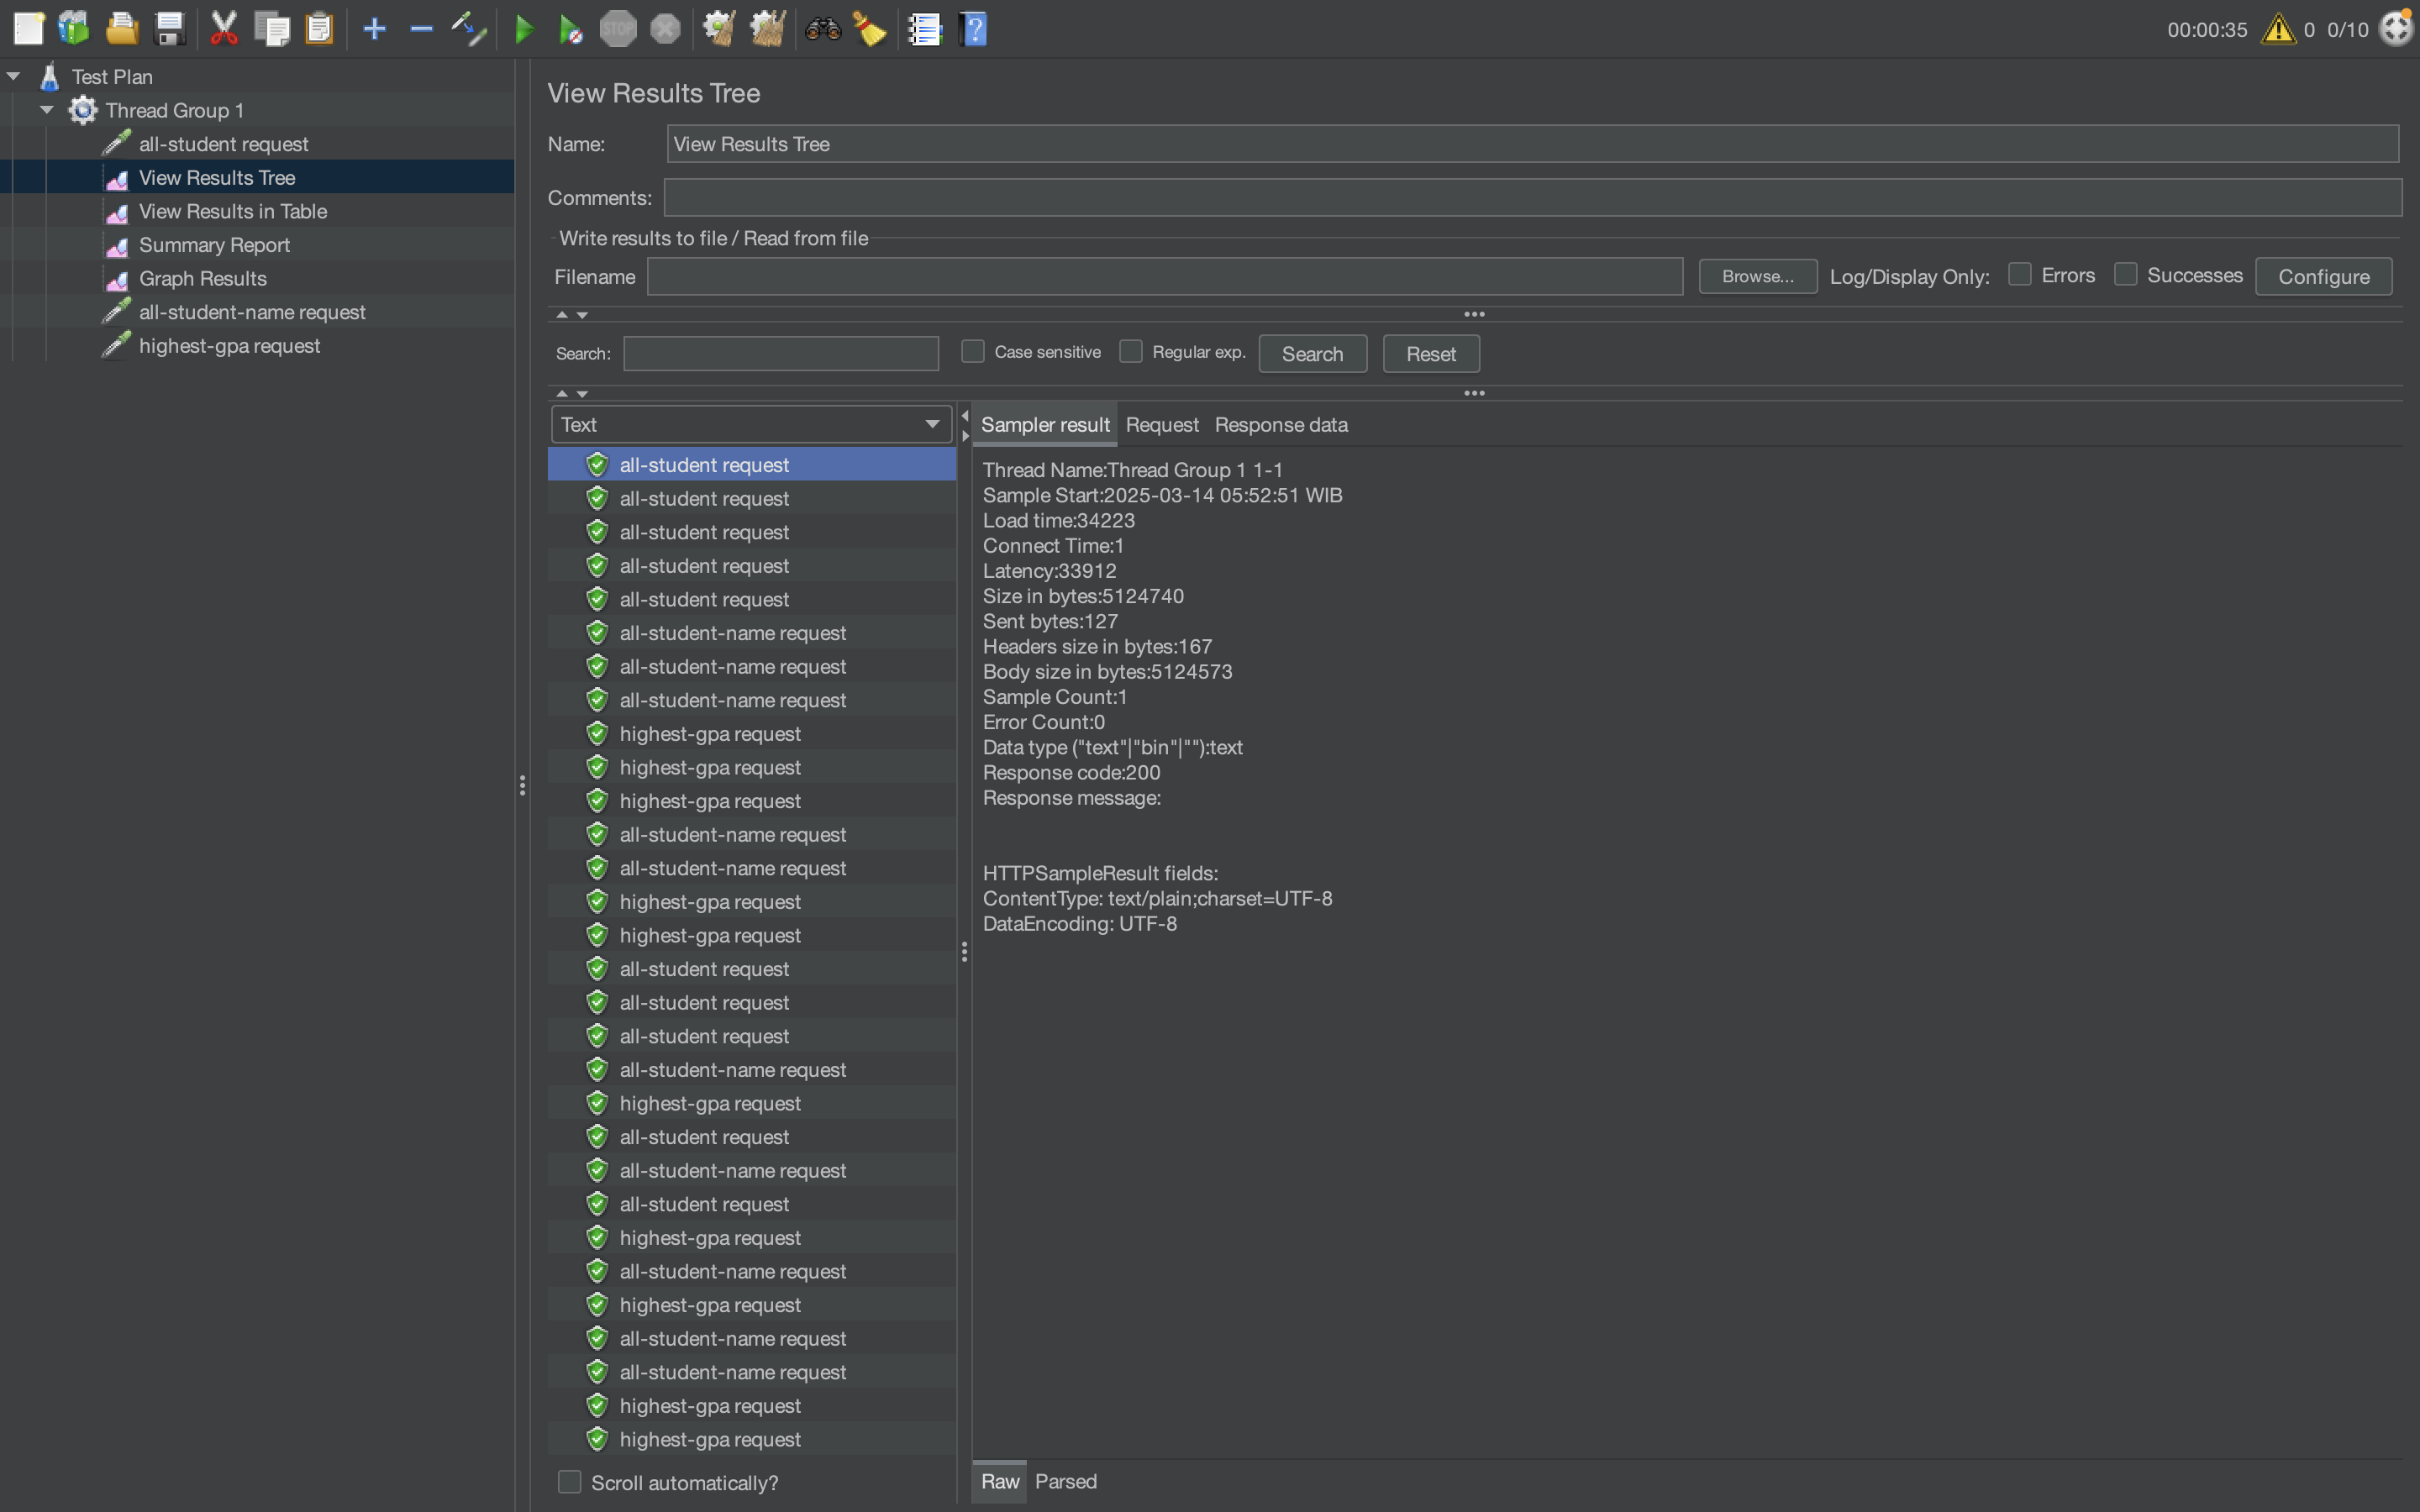 STOP
00:00:35
0 0/10
Test Plan
Thread Group 1
all-student request
View Results Tree
View Results in Table
Summary Report
Graph Results
all-student-name request
highest-gpa request
View Results Tree
Name: View Results Tree
Comments:
Write results to file / Read from file
Filename Browse... Log/Display Only: Errors Successes Configure
Search: Case sensitive Regular exp. Search Reset
Text
all-student request
all-student request
all-student request
all-student request
all-student request
all-student-name request
all-student-name request
all-student-name request
highest-gpa request
highest-gpa request
highest-gpa request
all-student-name request
all-student-name request
highest-gpa request
highest-gpa request
all-student request
all-student request
all-student request
all-student-name request
highest-gpa request
all-student request
all-student-name request
all-student request
highest-gpa request
all-student-name request
highest-gpa request
all-student-name request
all-student-name request
highest-gpa request
highest-gpa request
Scroll automatically?
Sampler result Request Response data
Thread Name:Thread Group 1 1-1
Sample Start:2025-03-14 05:52:51 WIB
Load time:34223
Connect Time:1
Latency:33912
Size in bytes:5124740
Sent bytes:127
Headers size in bytes:167
Body size in bytes:5124573
Sample Count:1
Error Count:0
Data type ("text"|"bin"|""):text
Response code:200
Response message:
HTTPSampleResult fields:
ContentType: text/plain;charset=UTF-8
DataEncoding: UTF-8
Raw Parsed